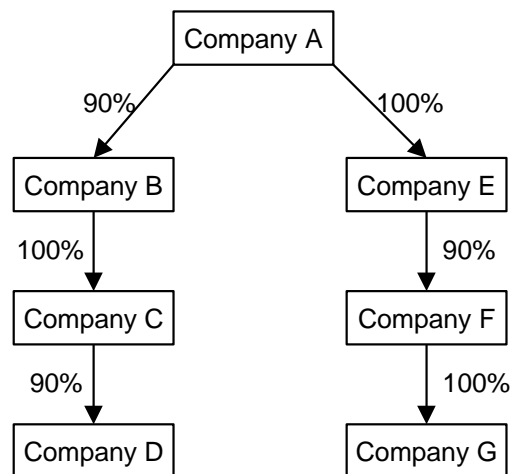 Company A
90%
100%
Company B
Company E
100%
90%
Company C
Company F
90%
100%
Company D
Company G